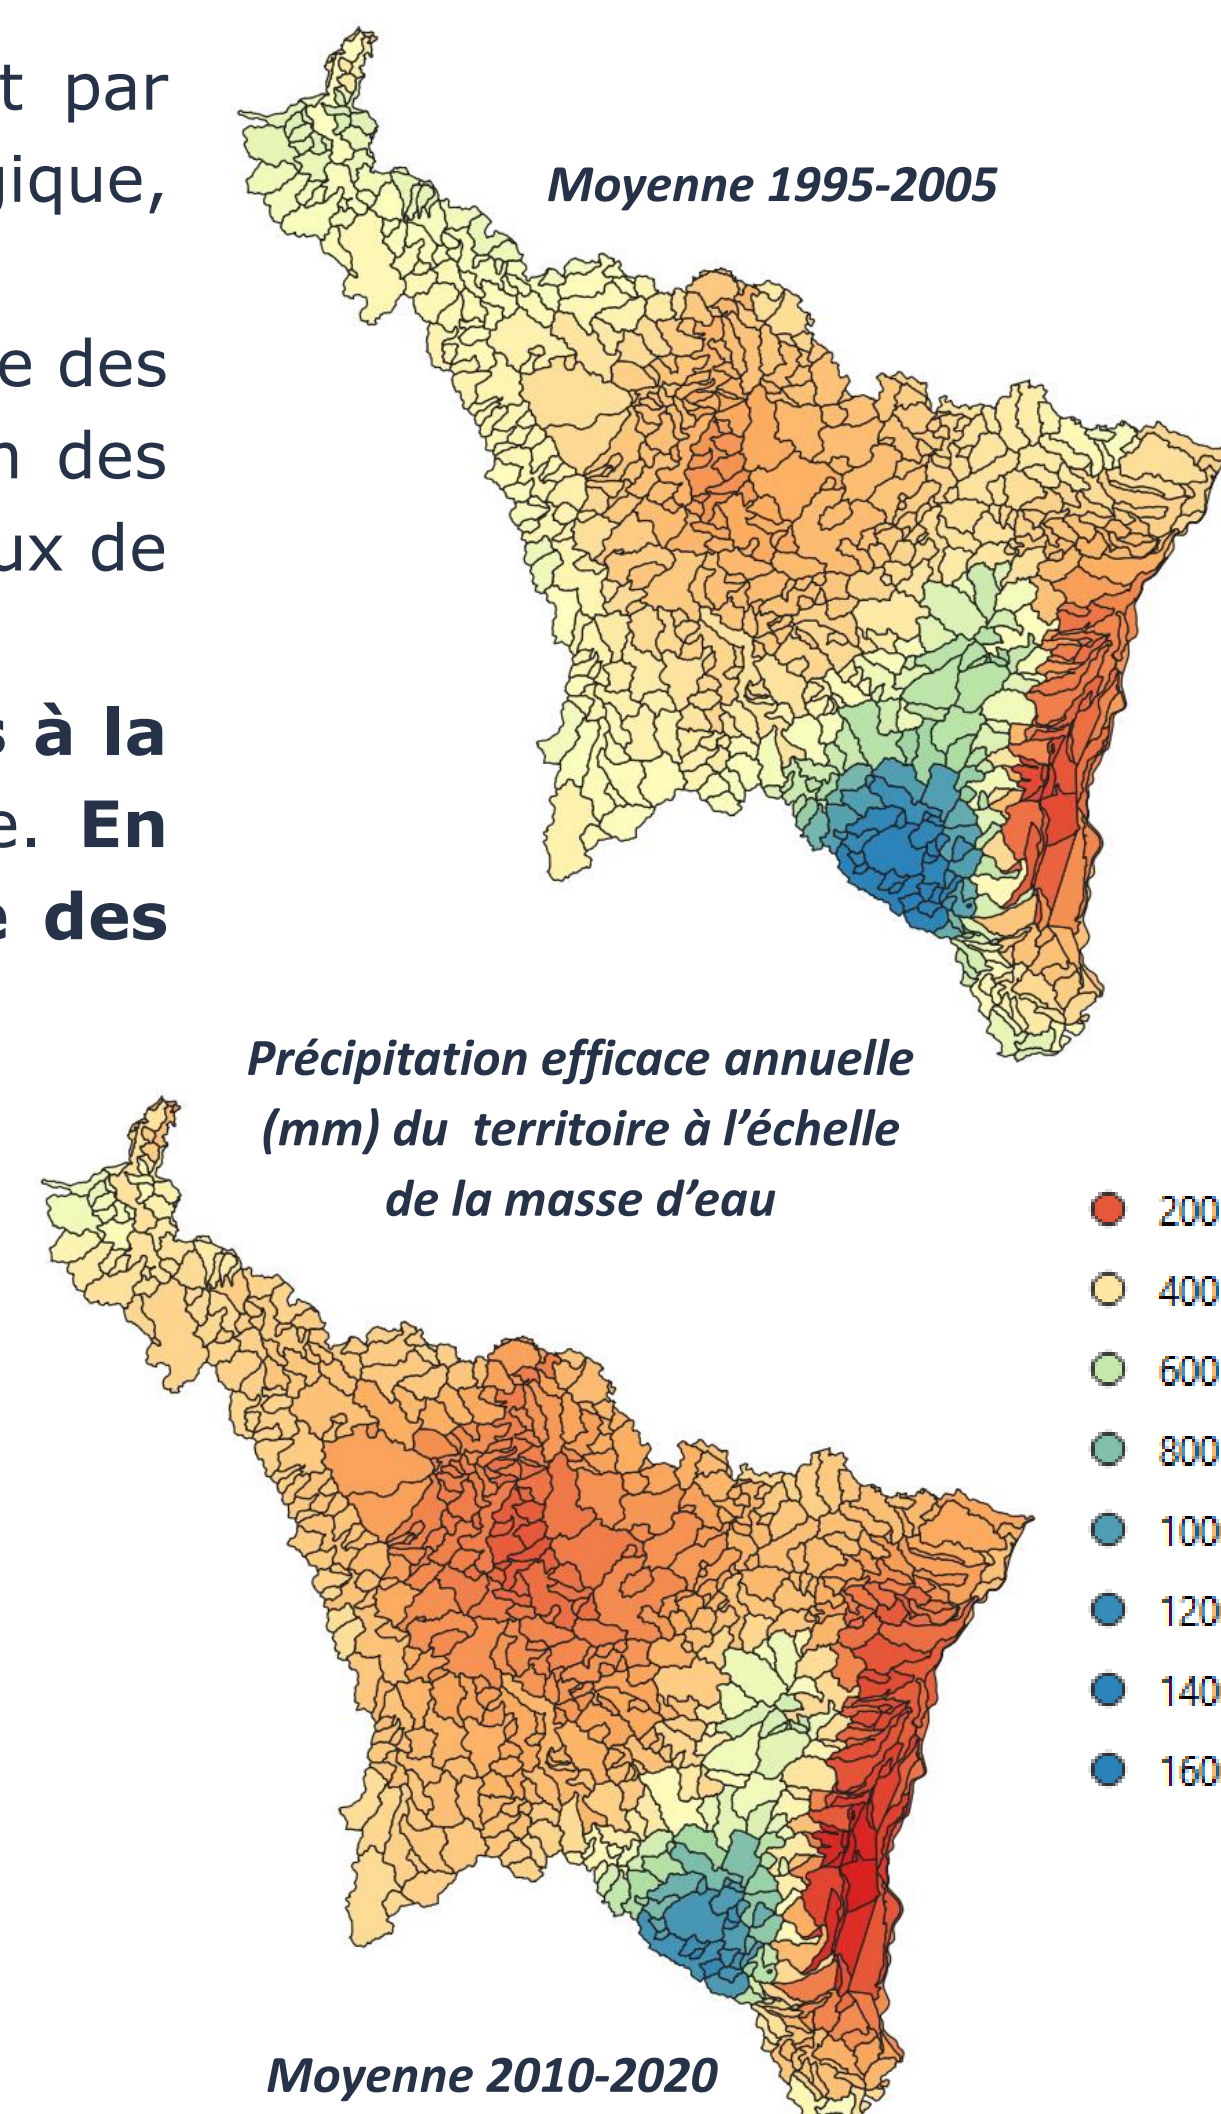 t par
gique,
e des
n des
ux de
s à la
e. En
e des
Moyenne 1995-2005
Précipitation efficace annuelle
(mm) du territoire à l’échelle
de la masse d’eau
200
400
600
800
100
120
140
160
Moyenne 2010-2020